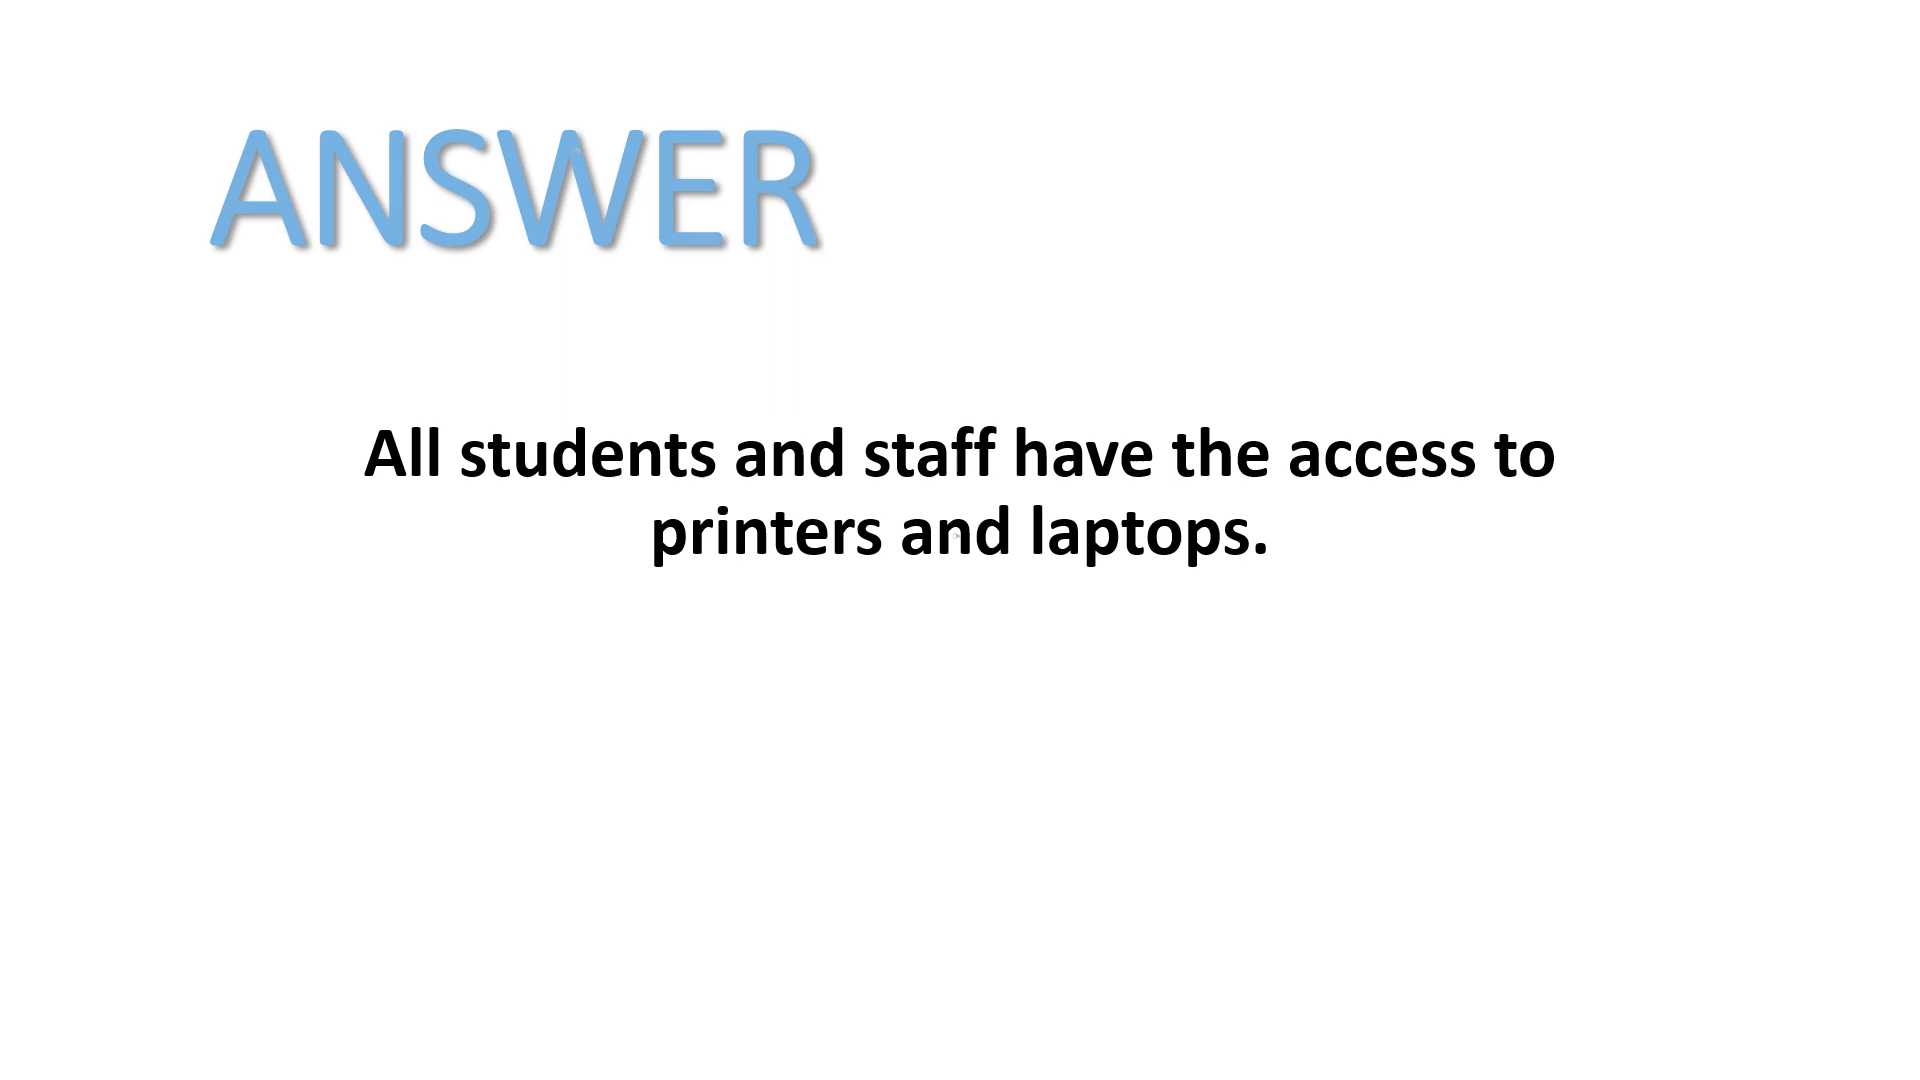 ANSWER
All students and staff have the access to
printers and laptops.